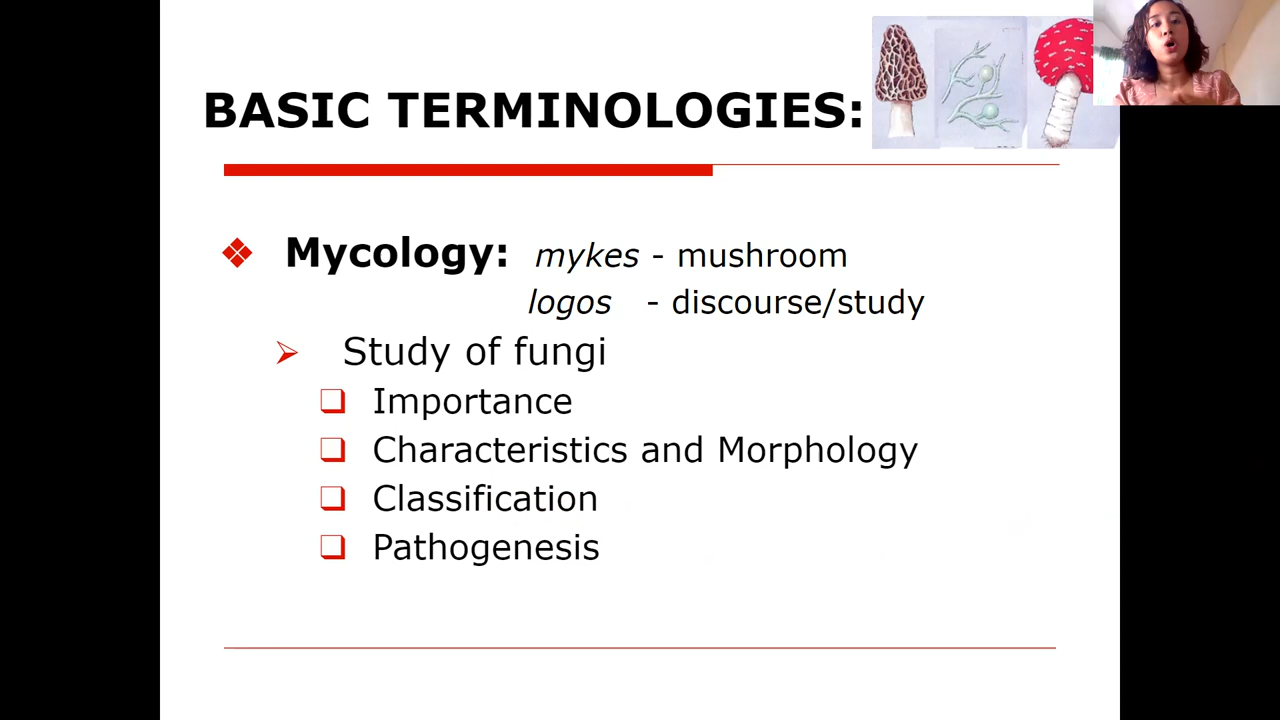 BASIC TERMINOLOGIES:
Mycology: mykes - mushroom
logos - discourse/study
Study of fungi
Importance
Characteristics and Morphology
Classification
Pathogenesis